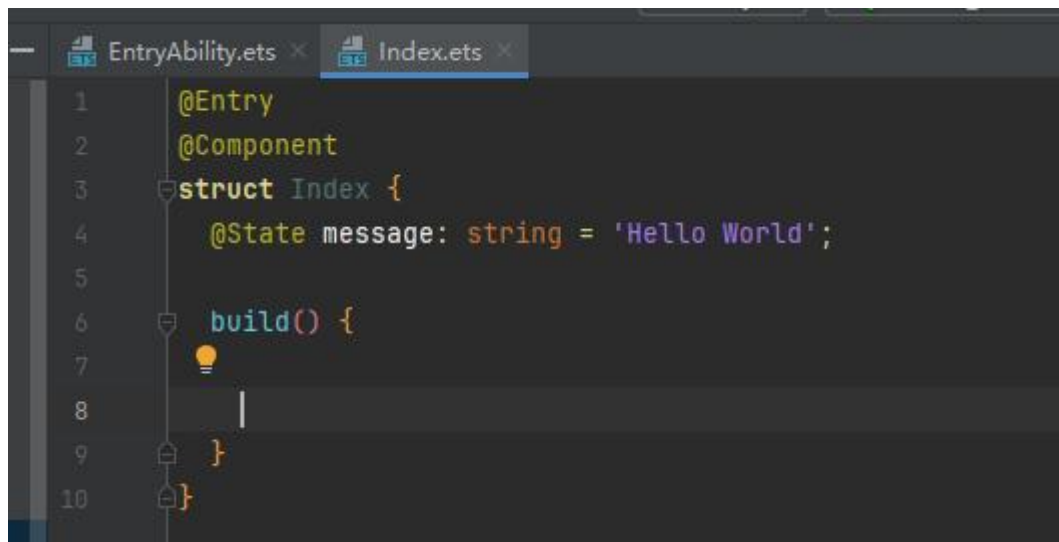 EntryAbility.ets
Index.ets
1 @Entry
2 @Component
3 struct Index {
4 @State message: string = 'Hello World';
5
6 build() {
7
8
9 }
10 }